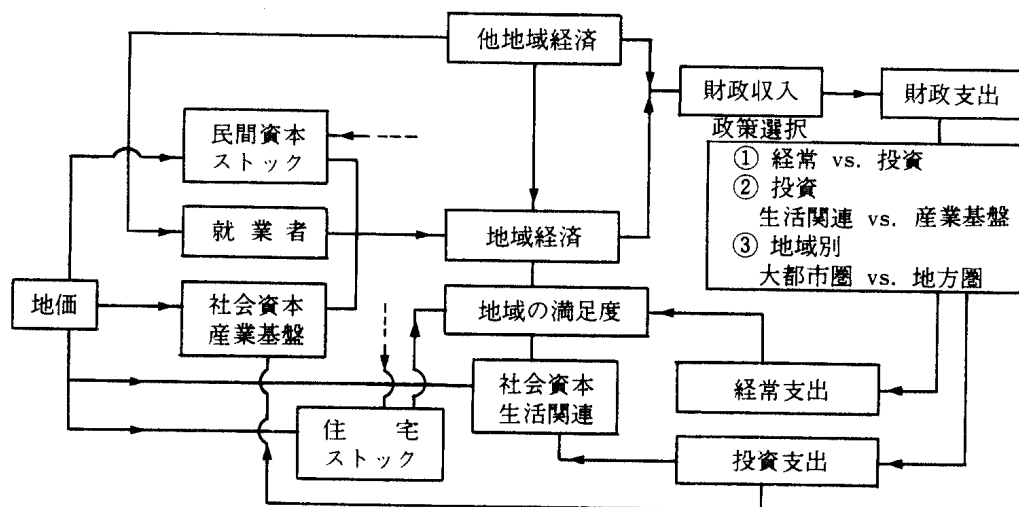 他地域経済
財政収入
財政支出
民間資本
ストック
政策選択
① 経常 vs. 投資
② 投資
生活関連 vs. 産業基盤
③ 地域別
大都市圏 vs. 地方圏
就業者
地域経済
地価
社会資本
産業基盤
地域の満足度
社会資本
生活関連
経常支出
住宅
ストック
投資支出